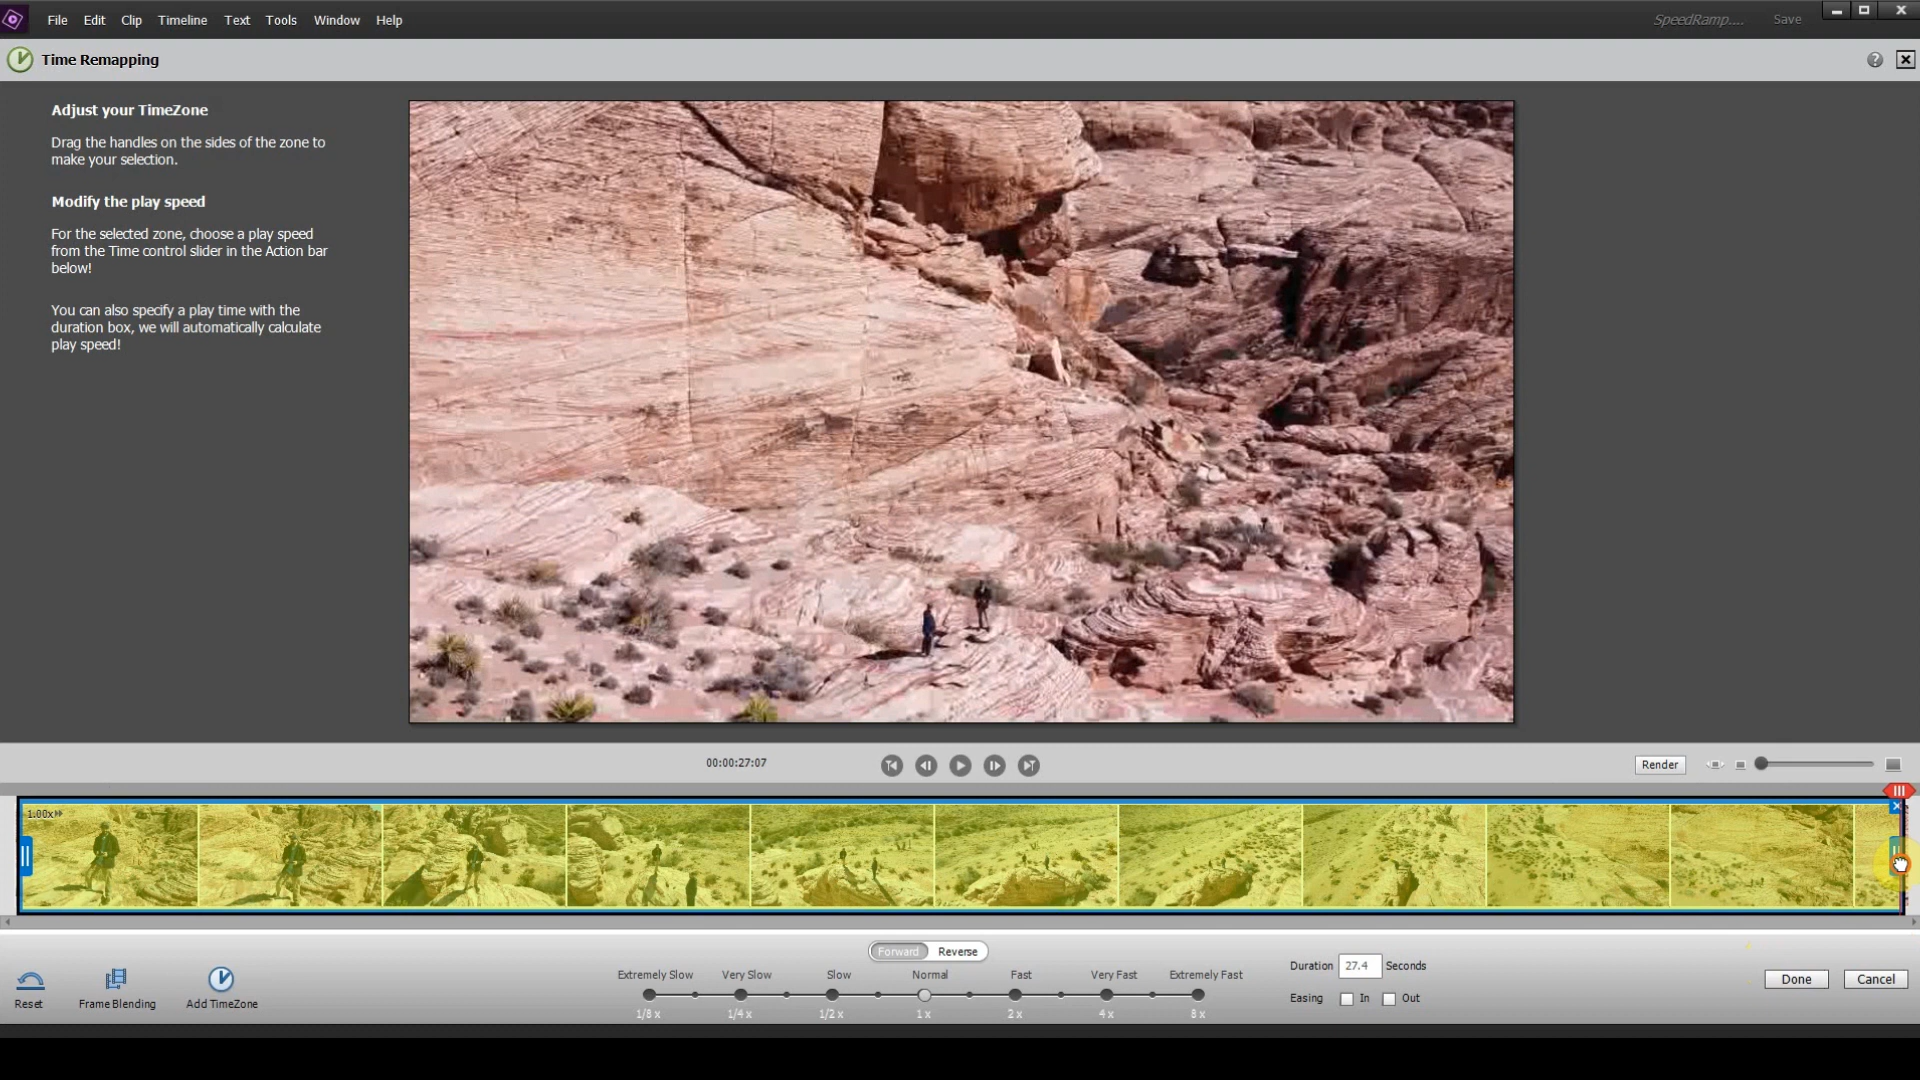 File Edit Clip Timeline Text Tools Window Help SpeedRamp.... Save
Time Remapping
Adjust your TimeZone
Drag the handles on the sides of the zone to
make your selection.
Modify the play speed
For the selected zone, choose a play speed
from the Time control slider in the Action bar
below!
You can also specify a play time with the
duration box, we will automatically calculate
play speed!
00:00:27:07
Render
1.00x
Forward Reverse
Extremely Slow Very Slow Slow Normal Fast Very Fast Extremely Fast
1/8 x 1/4 x 1/2 x 1 x 2 x 4 x 8 x
Duration 27.4 Seconds
Easing In Out
Reset Frame Blending Add TimeZone
Done Cancel